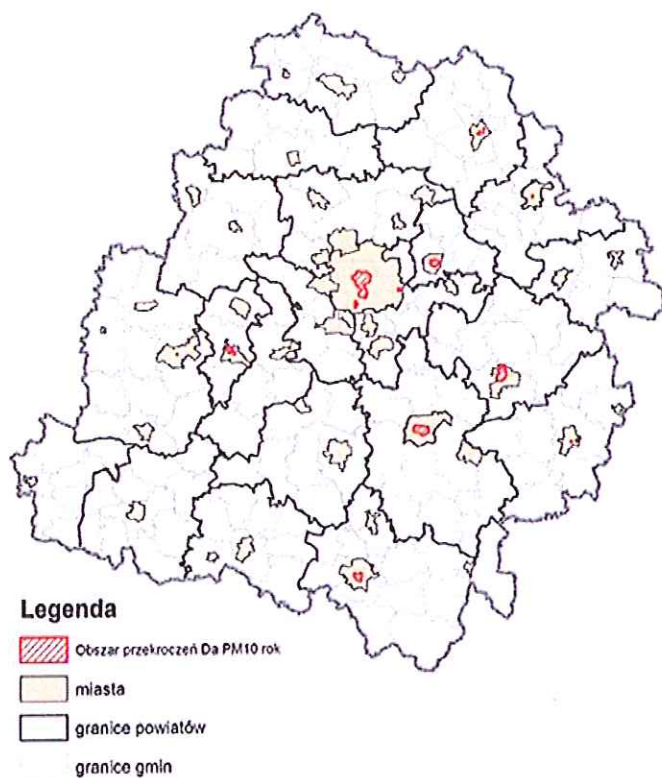 Legenda
Obszar przekroczeń Da PM10 rok
miasta
granice powiatów
granice gmin